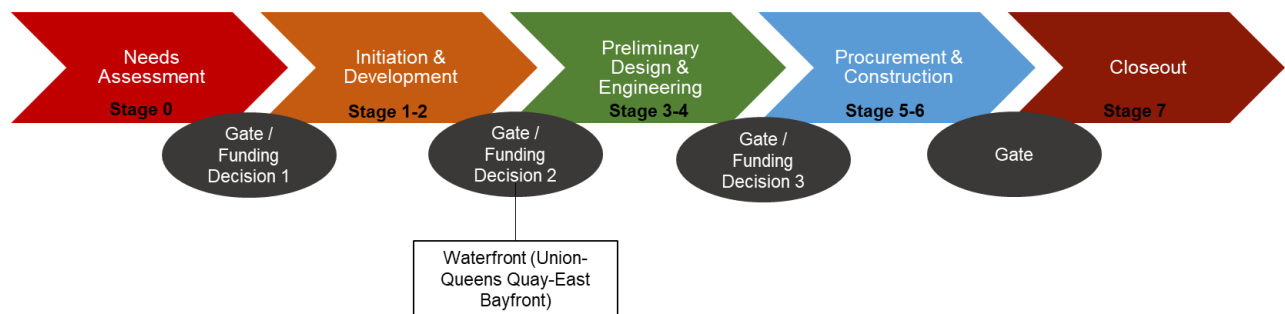 Needs
Assessment
Stage 0
Initiation &
Development
Stage 1-2
Preliminary
Design &
Engineering
Stage 3-4
Procurement &
Construction
Stage 5-6
Closeout
Stage 7
Gate /
Funding
Decision 1
Gate /
Funding
Decision 2
Gate /
Funding
Decision 3
Gate
Waterfront (Union-
Queens Quay-East
Bayfront)